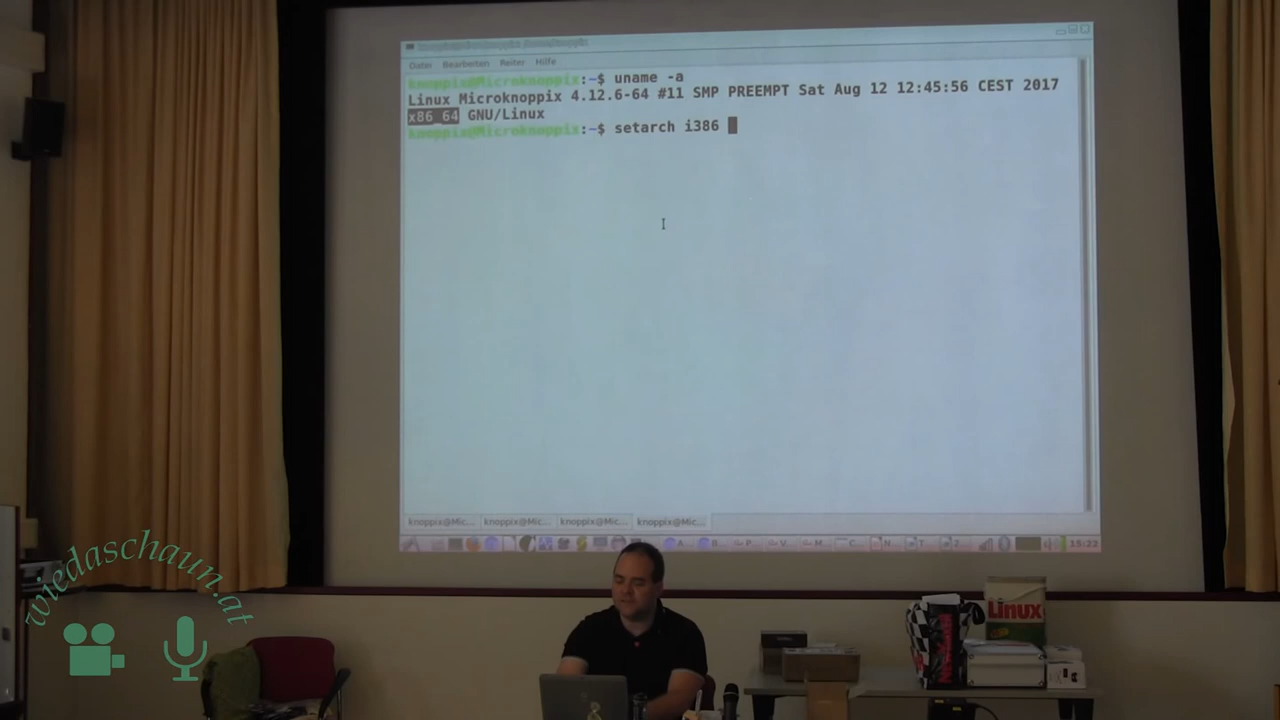 Datei Bearbeiten Reiter Hilfe
knoppix@Microknoppix:~$ uname -a
Linux Microknoppix 4.12.6-64 #11 SMP PREEMPT Sat Aug 12 12:45:56 CEST 2017
x86_64 GNU/Linux
knoppix@Microknoppix:~$ setarch i386
knoppix@Mic... knoppix@Mic... knoppix@Mic... knoppix@Mic...
15:22
wiedaschaun.at
Linux